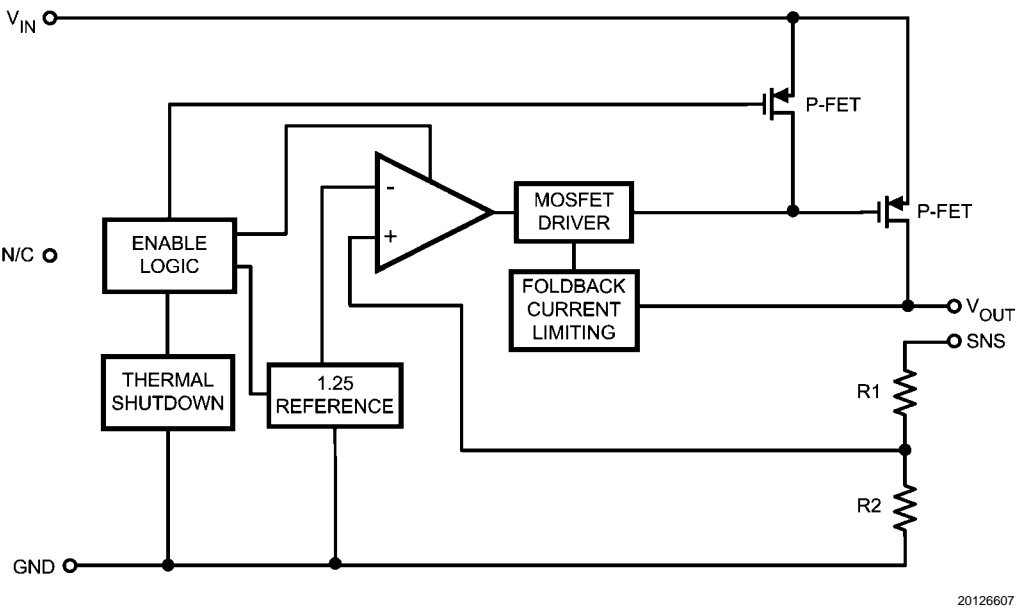 VIN
P-FET
P-FET
-
+
MOSFET
DRIVER
ENABLE
LOGIC
N/C
FOLDBACK
CURRENT
LIMITING
VOUT
SNS
THERMAL
SHUTDOWN
1.25
REFERENCE
R1
R2
GND
20126607